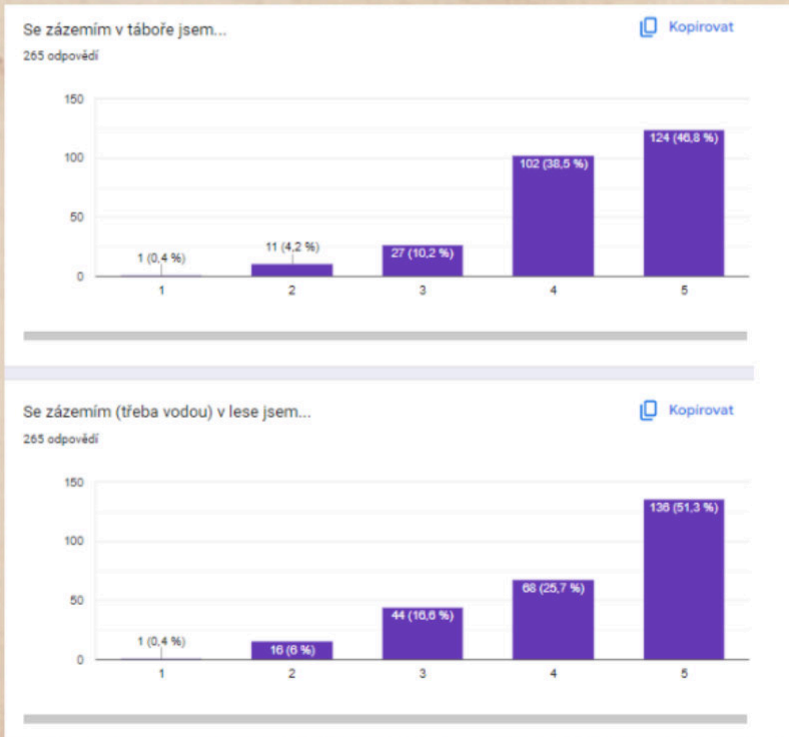 Se zázemím v táboře jsem...
Kopírovat
265 odpovědí
150
100
50
0
1 (0,4 %)
11 (4,2 %)
27 (10,2 %)
102 (38,5 %)
124 (46,8 %)
1
2
3
4
5
Se zázemím (třeba vodou) v lese jsem...
Kopírovat
265 odpovědí
150
100
50
0
1 (0,4 %)
16 (6 %)
44 (16,6 %)
68 (25,7 %)
136 (51,3 %)
1
2
3
4
5